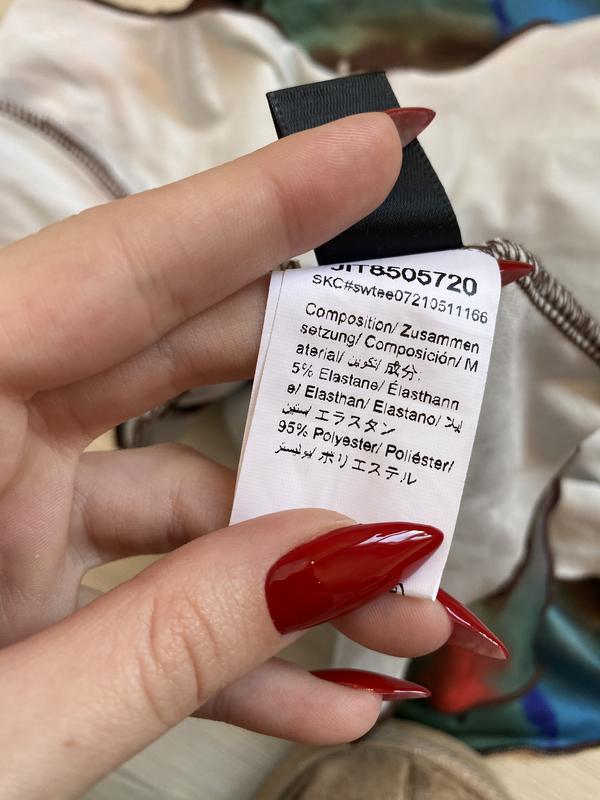 JIT8505720
SKC#swtee07210511166
Composition/ Zusammen
setzung/ Composición/ M
aterial/ تكوين/ 成分:
5% Elastane/ Élasthann
e/ Elasthan/ Elastano/ إيلا
ستين/ エラスタン
95% Polyester/ Poliéster/
بوليستر/ ポリエステル